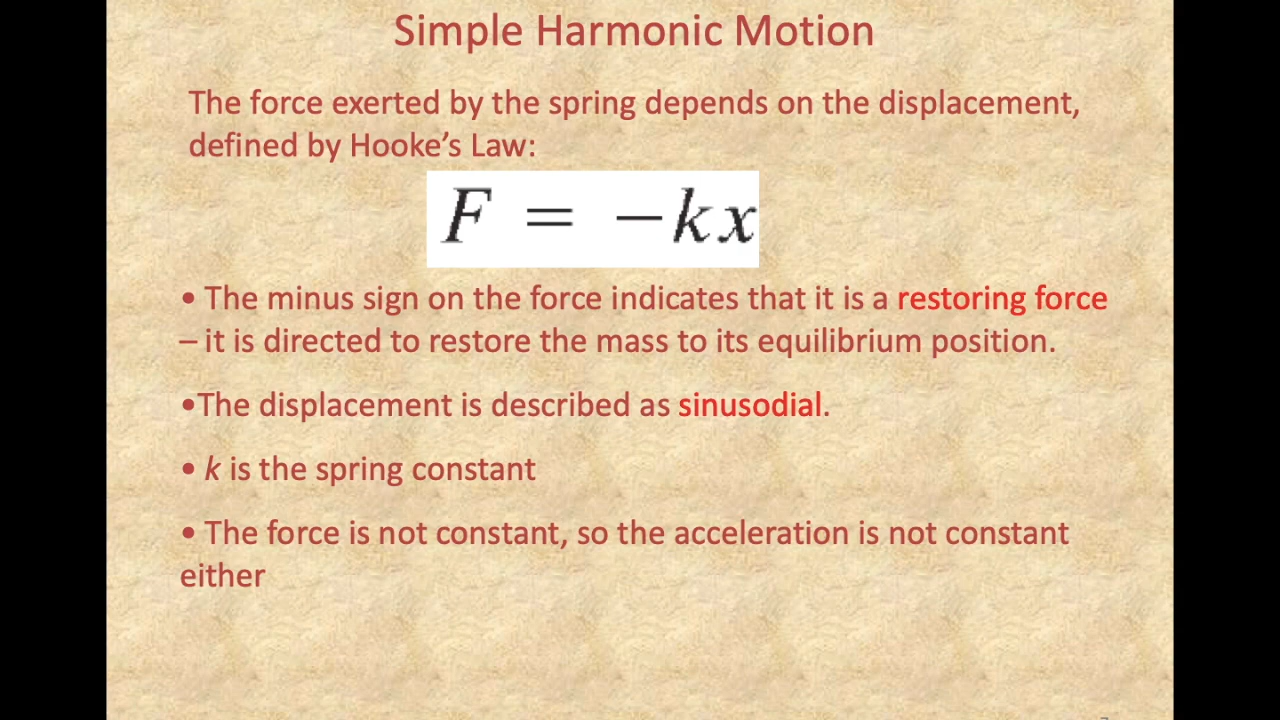 Simple Harmonic Motion
The force exerted by the spring depends on the displacement,
defined by Hooke’s Law:
F = −kx
• The minus sign on the force indicates that it is a restoring force
– it is directed to restore the mass to its equilibrium position.
•The displacement is described as sinusodial.
• k is the spring constant
• The force is not constant, so the acceleration is not constant
either